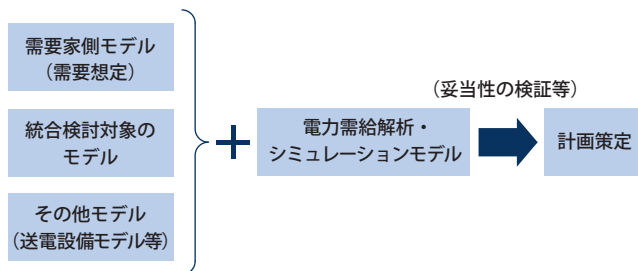 需要家側モデル
（需要想定）
統合検討対象の
モデル
その他モデル
（送電設備モデル等）
＋
電力需給解析・
シミュレーションモデル
（妥当性の検証等）
計画策定